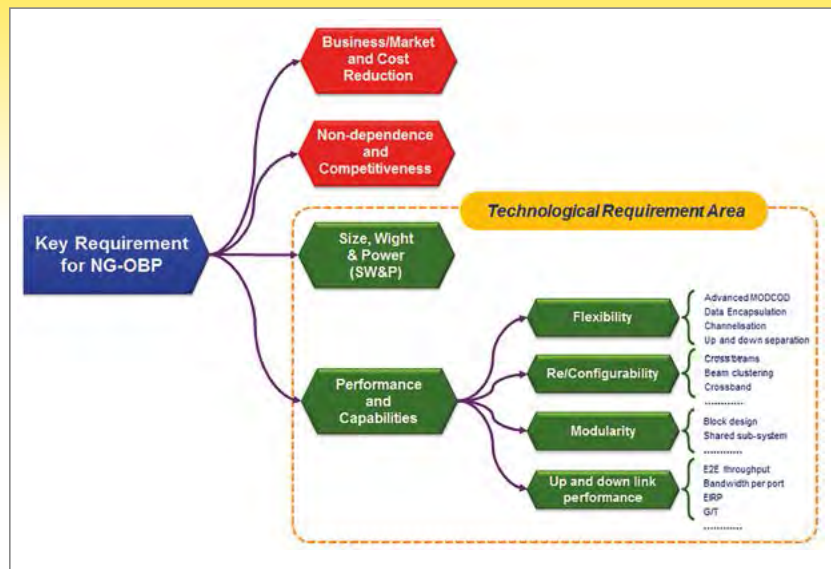 Business/Market
and Cost
Reduction
Non-dependence
and
Competitiveness
Technological Requirement Area
Key Requirement
for NG-OBP
Size, Wight
& Power
(SW&P)
Performance
and
Capabilities
Flexibility
Advanced MODCOD
Data Encapsulation
Channelisation
Up and down separation
Re/Configurability
Cross beams
Beam clustering
Crossband
.............
Modularity
Block design
Shared sub-system
.............
Up and down link
performance
E2E throughput
Bandwidth per port
EIRP
G/T
.............